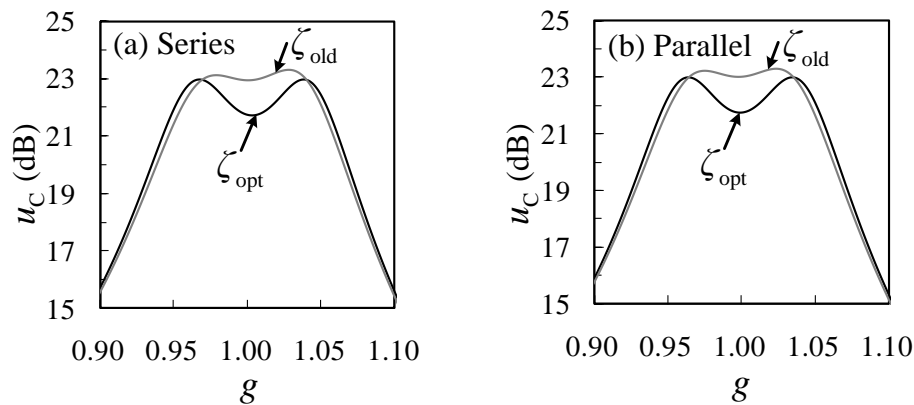 (a) Series
ζold
ζopt
uC (dB)
25
23
21
19
17
15
0.90 0.95 1.00 1.05 1.10
g
(b) Parallel
ζold
ζopt
uC (dB)
25
23
21
19
17
15
0.90 0.95 1.00 1.05 1.10
g